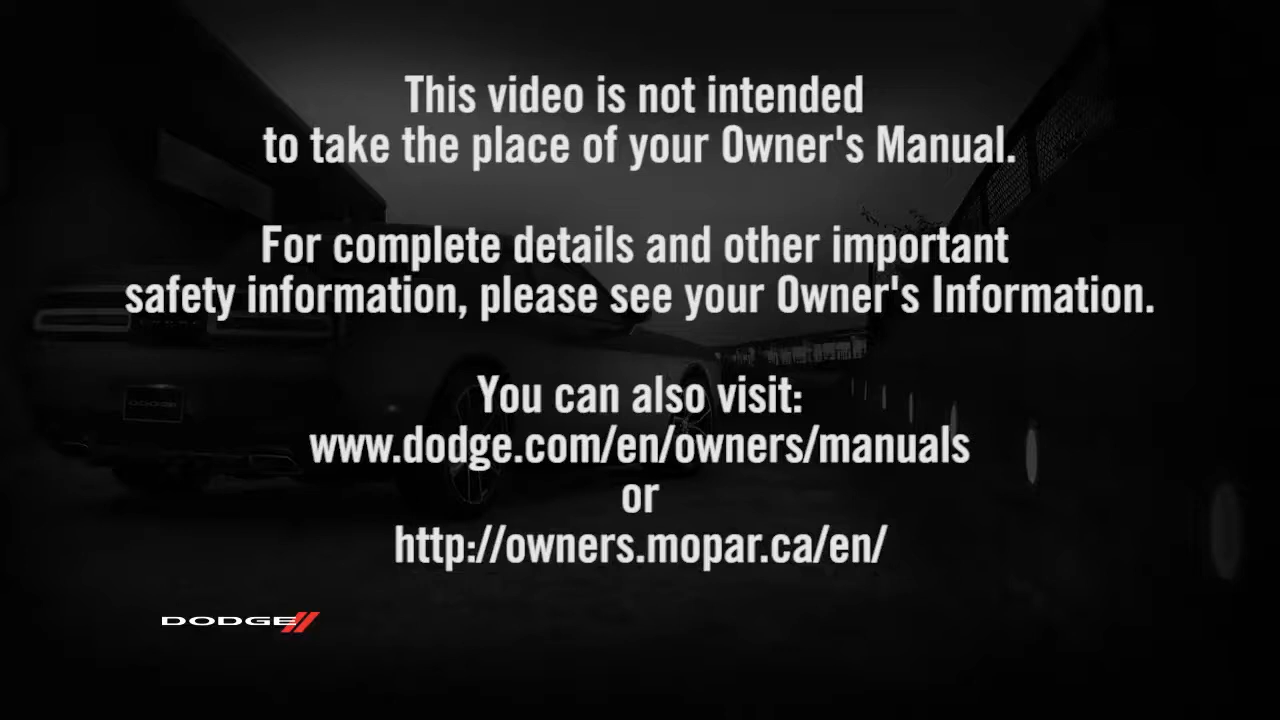 This video is not intended
to take the place of your Owner's Manual.
For complete details and other important
safety information, please see your Owner's Information.
You can also visit:
www.dodge.com/en/owners/manuals
or
http://owners.mopar.ca/en/
DODGE
DODGE